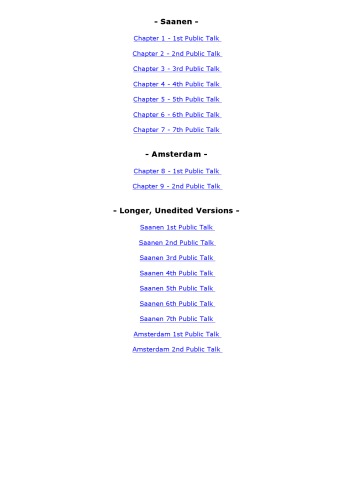 - Saanen -
Chapter 1 - 1st Public Talk
Chapter 2 - 2nd Public Talk
Chapter 3 - 3rd Public Talk
Chapter 4 - 4th Public Talk
Chapter 5 - 5th Public Talk
Chapter 6 - 6th Public Talk
Chapter 7 - 7th Public Talk
- Amsterdam -
Chapter 8 - 1st Public Talk
Chapter 9 - 2nd Public Talk
- Longer, Unedited Versions -
Saanen 1st Public Talk
Saanen 2nd Public Talk
Saanen 3rd Public Talk
Saanen 4th Public Talk
Saanen 5th Public Talk
Saanen 6th Public Talk
Saanen 7th Public Talk
Amsterdam 1st Public Talk
Amsterdam 2nd Public Talk